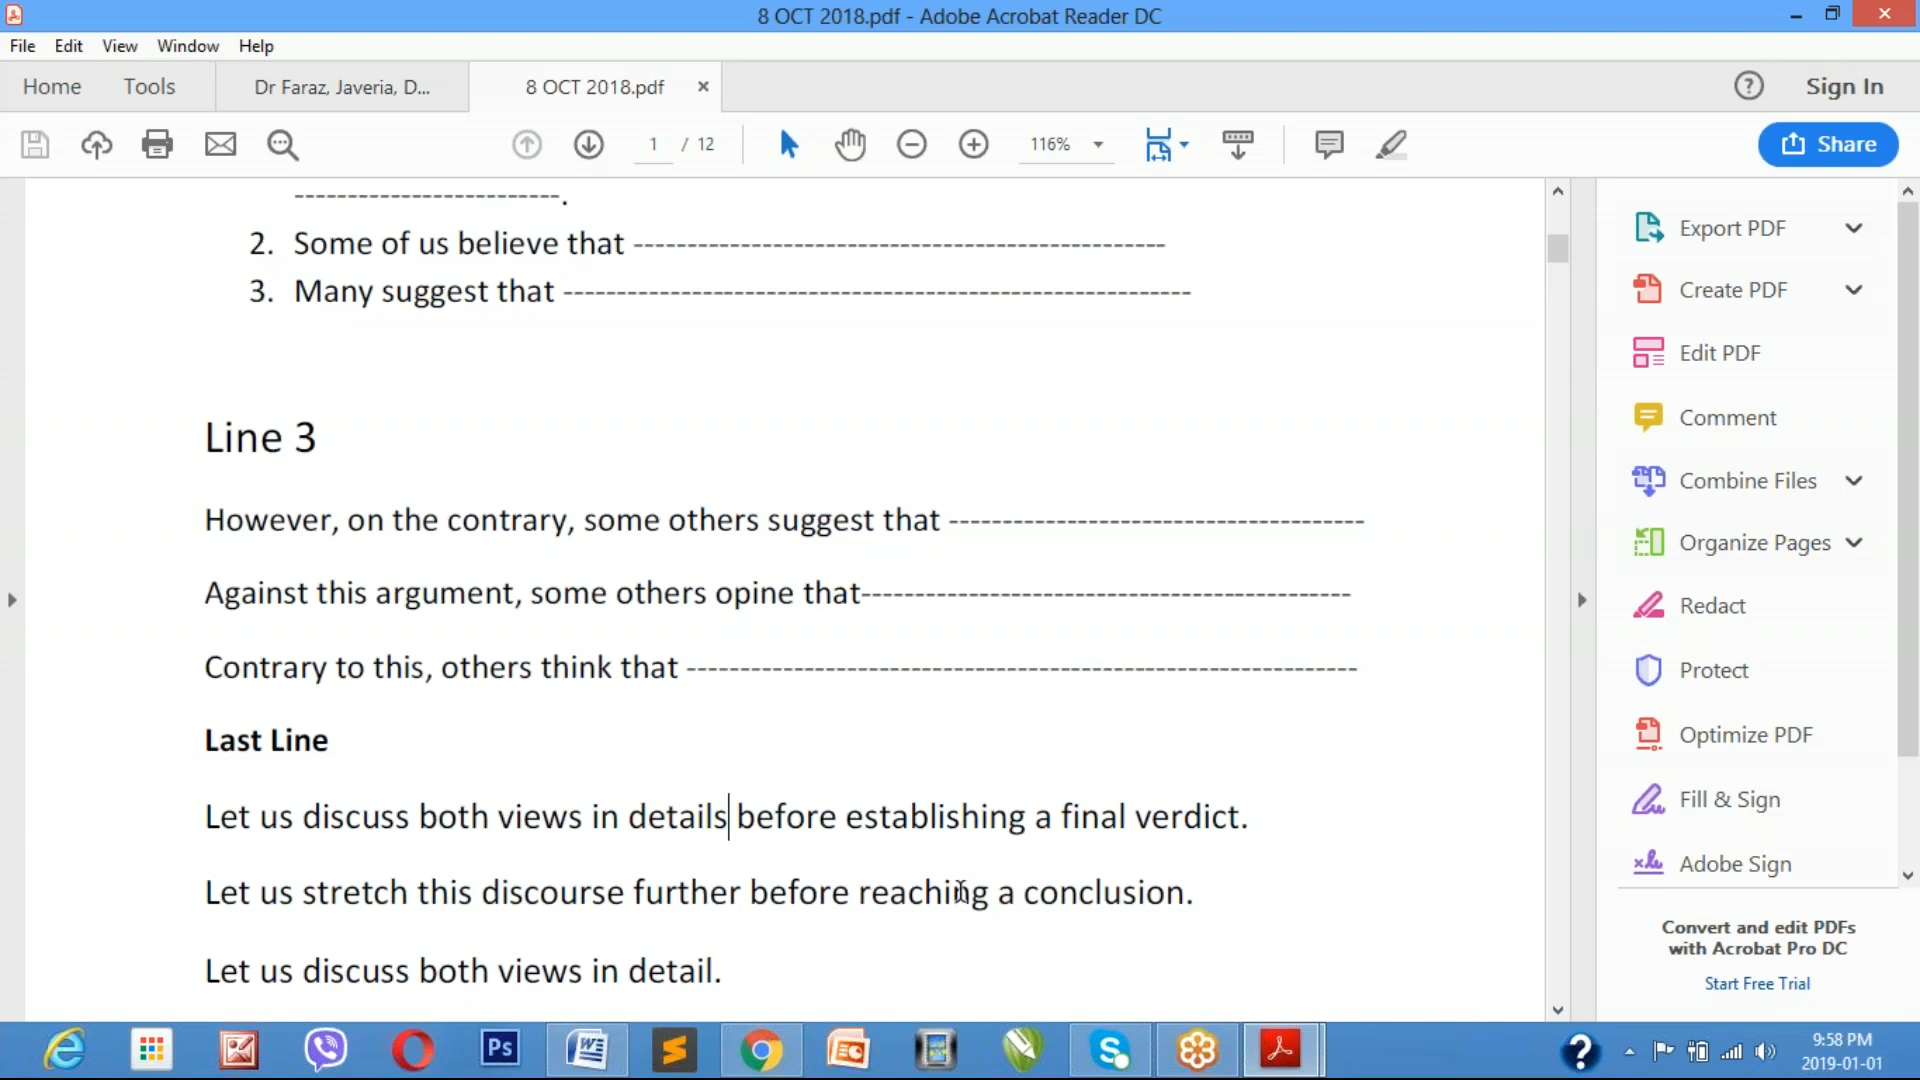 8 OCT 2018.pdf - Adobe Acrobat Reader DC
File Edit View Window Help
Home Tools Dr Faraz, Javeria, D... 8 OCT 2018.pdf × Sign In
1 / 12 116% Share
-------------------------.
2. Some of us believe that --------------------------------------------------
3. Many suggest that -----------------------------------------------------------
Line 3
However, on the contrary, some others suggest that ---------------------------------------
Against this argument, some others opine that----------------------------------------------
Contrary to this, others think that ---------------------------------------------------------------
Last Line
Let us discuss both views in details before establishing a final verdict.
Let us stretch this discourse further before reaching a conclusion.
Let us discuss both views in detail.
Export PDF
Create PDF
Edit PDF
Comment
Combine Files
Organize Pages
Redact
Protect
Optimize PDF
Fill & Sign
Adobe Sign
Convert and edit PDFs
with Acrobat Pro DC
Start Free Trial
Ps
9:58 PM
2019-01-01